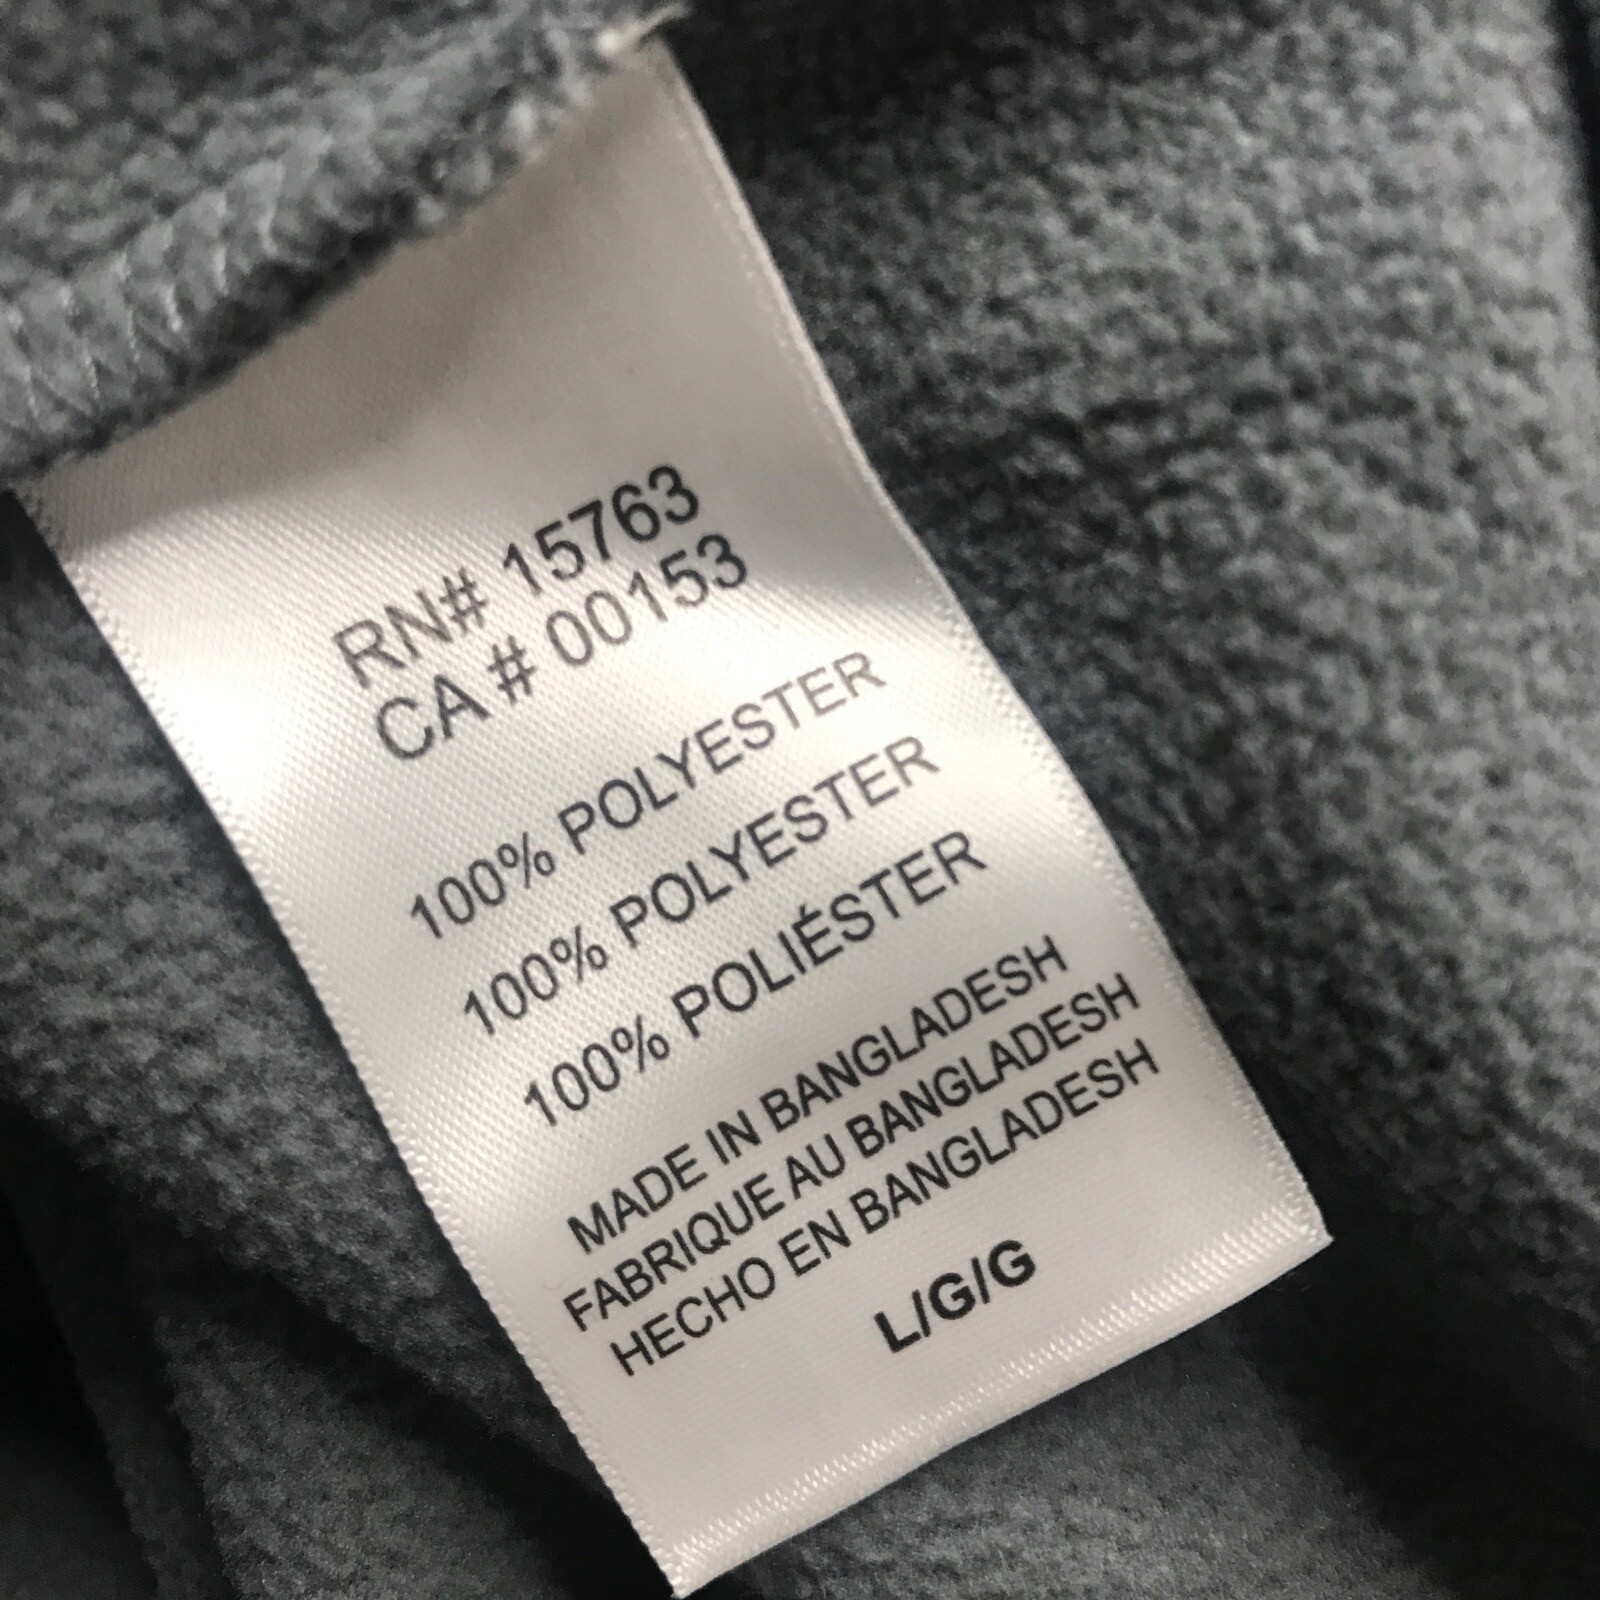 RN# 15763
CA # 00153
100% POLYESTER
100% POLYESTER
100% POLIÉSTER
MADE IN BANGLADESH
FABRIQUE AU BANGLADESH
HECHO EN BANGLADESH
L/G/G